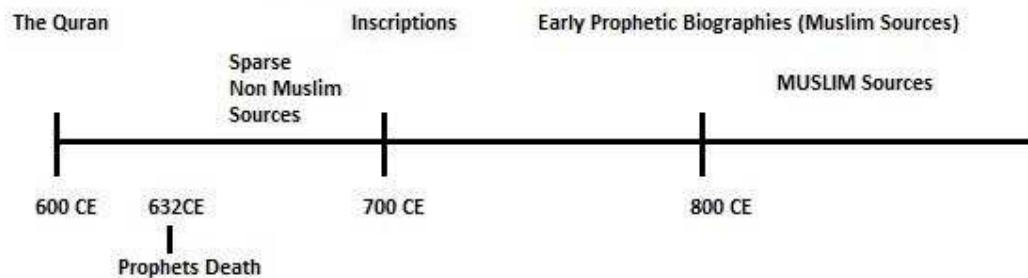 The Quran
Inscriptions
Early Prophetic Biographies (Muslim Sources)
Sparse
Non Muslim
Sources
MUSLIM Sources
600 CE
632CE
700 CE
800 CE
Prophets Death